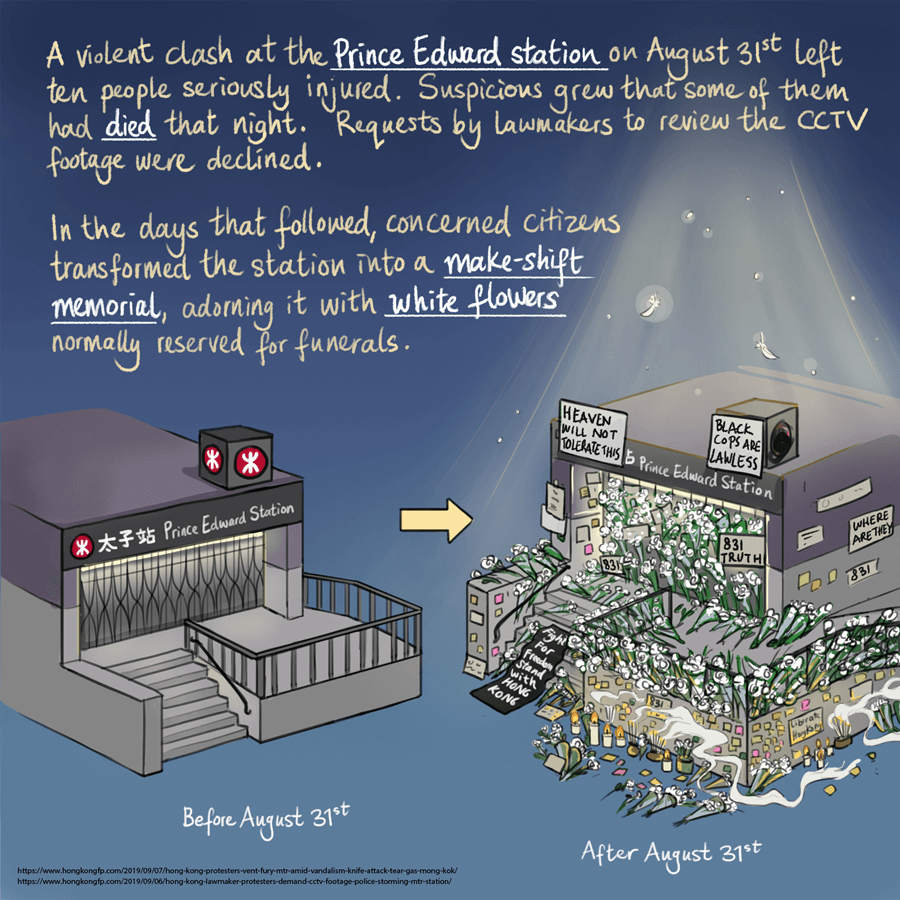 A violent clash at the Prince Edward station on August 31st left
ten people seriously injured. Suspicious grew that some of them
had died that night. Requests by lawmakers to review the CCTV
footage were declined.
In the days that followed, concerned citizens
transformed the station into a make-shift
memorial, adorning it with white flowers
normally reserved for funerals.
太子站 Prince Edward Station
Before August 31st
HEAVEN
WILL NOT
TOLERATE THIS
BLACK
COPS ARE
LAWLESS
Prince Edward Station
831
TRUTH!
831
WHERE
ARE THEY
831
Fight
For
Freedom
Stand
with
HONG
KONG
Liberate
Hong Kong
After August 31st
https://www.hongkongfp.com/2019/09/07/hong-kong-protesters-vent-fury-mtr-amid-vandalism-knife-attack-tear-gas-mong-kok/
https://www.hongkongfp.com/2019/09/06/hong-kong-lawmaker-protesters-demand-cctv-footage-police-storming-mtr-station/